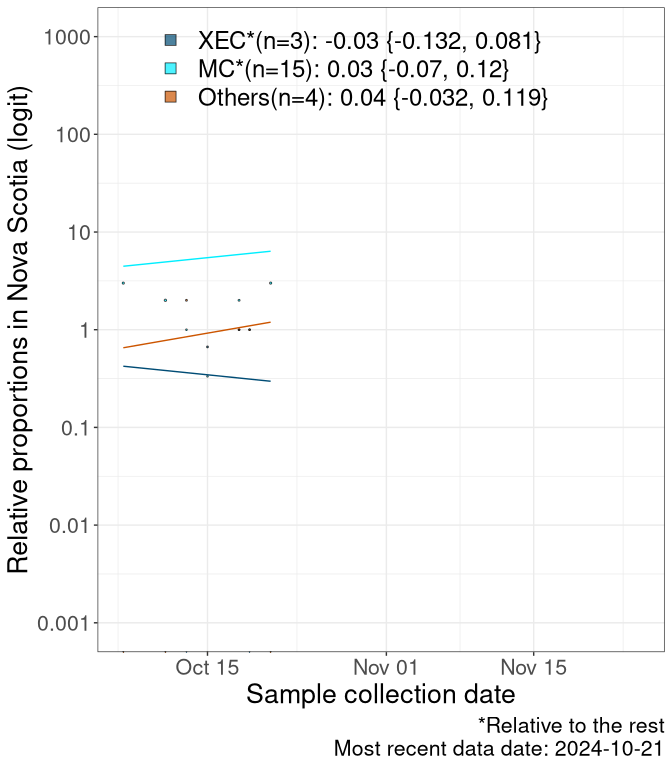 XEC*(n=3): -0.03 {-0.132, 0.081}
MC*(n=15): 0.03 {-0.07, 0.12}
Others(n=4): 0.04 {-0.032, 0.119}
Relative proportions in Nova Scotia (logit)
1000
100
10
1
0.1
0.01
0.001
Oct 15 Nov 01 Nov 15
Sample collection date
*Relative to the rest
Most recent data date: 2024-10-21